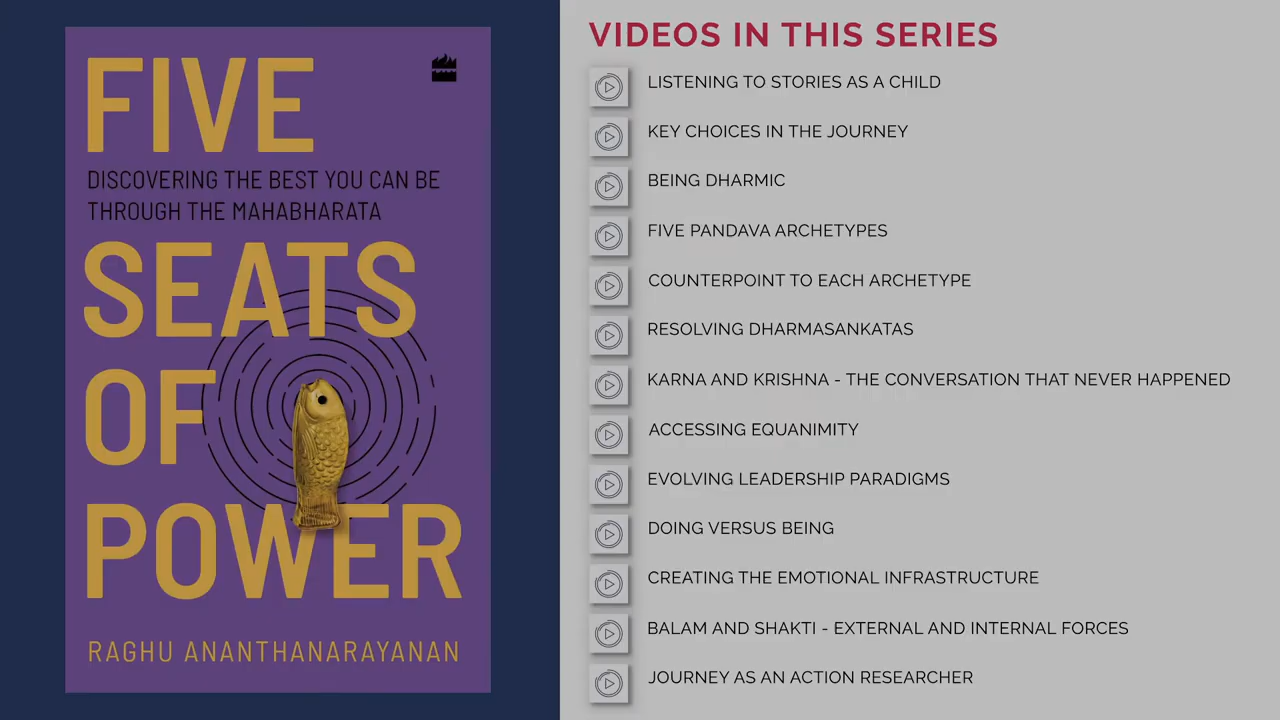 FIVE
DISCOVERING THE BEST YOU CAN BE
THROUGH THE MAHABHARATA
SEATS
OF
POWER
RAGHU ANANTHANARAYANAN
VIDEOS IN THIS SERIES
LISTENING TO STORIES AS A CHILD
KEY CHOICES IN THE JOURNEY
BEING DHARMIC
FIVE PANDAVA ARCHETYPES
COUNTERPOINT TO EACH ARCHETYPE
RESOLVING DHARMASANKATAS
KARNA AND KRISHNA - THE CONVERSATION THAT NEVER HAPPENED
ACCESSING EQUANIMITY
EVOLVING LEADERSHIP PARADIGMS
DOING VERSUS BEING
CREATING THE EMOTIONAL INFRASTRUCTURE
BALAM AND SHAKTI - EXTERNAL AND INTERNAL FORCES
JOURNEY AS AN ACTION RESEARCHER